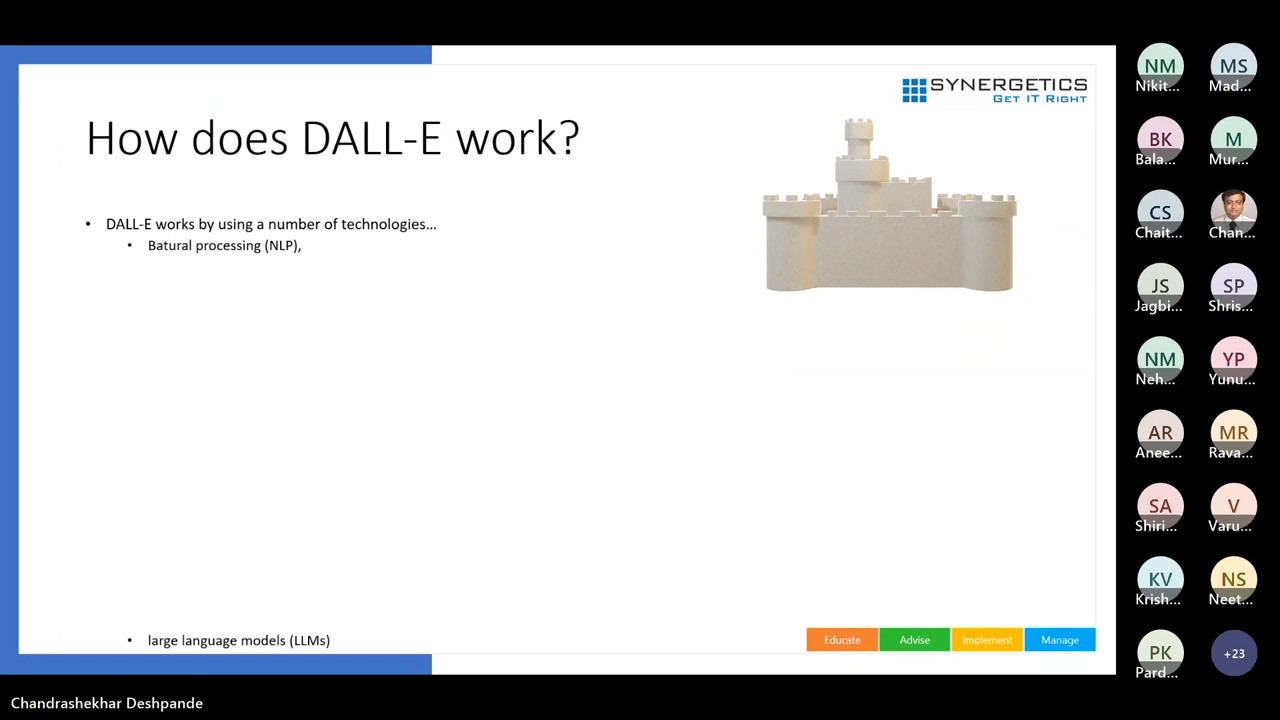 SYNERGETICS
GET IT RIGHT
How does DALL-E work?
• DALL-E works by using a number of technologies...
• Batural processing (NLP),
• large language models (LLMs)
Educate Advise Implement Manage
NM MS
Nikit... Mad...
BK M
Bala... Mur...
CS
Chait... Chan...
JS SP
Jagbi... Shris...
NM YP
Neh... Yunu...
AR MR
Anee... Rava...
SA V
Shiri... Varu...
KV NS
Krish... Neet...
PK +23
Pard...
Chandrashekhar Deshpande